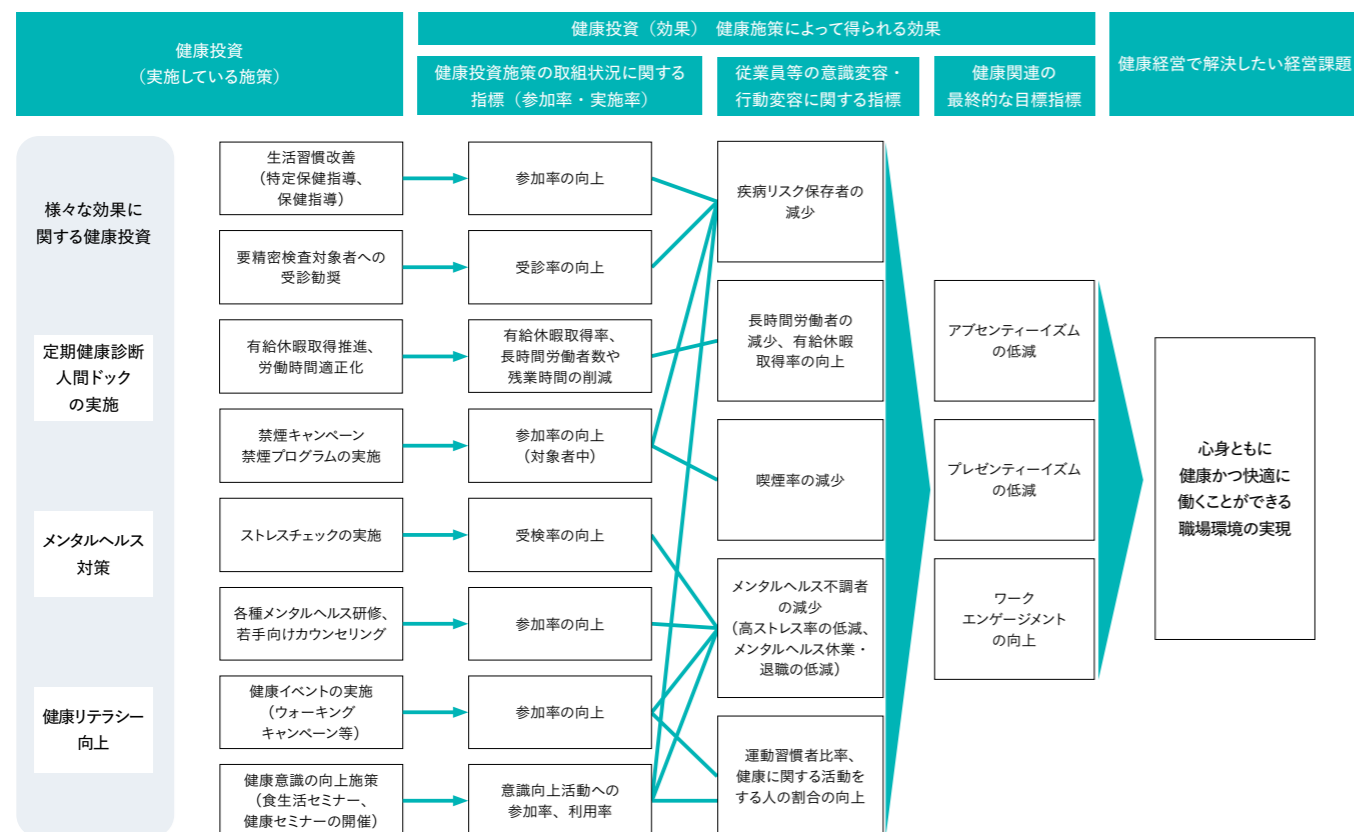 健康投資
（実施している施策）
健康投資（効果） 健康施策によって得られる効果
健康投資施策の取組状況に関する
指標（参加率・実施率）
従業員等の意識変容・
行動変容に関する指標
健康関連の
最終的な目標指標
健康経営で解決したい経営課題
様々な効果に
関する健康投資
定期健康診断
人間ドック
の実施
メンタルヘルス
対策
健康リテラシー
向上
生活習慣改善
（特定保健指導、
保健指導）
要精密検査対象者への
受診勧奨
有給休暇取得推進、
労働時間適正化
禁煙キャンペーン
禁煙プログラムの実施
ストレスチェックの実施
各種メンタルヘルス研修、
若手向けカウンセリング
健康イベントの実施
（ウォーキング
キャンペーン等）
健康意識の向上施策
（食生活セミナー、
健康セミナーの開催）
参加率の向上
受診率の向上
有給休暇取得率、
長時間労働者数や
残業時間の削減
参加率の向上
（対象者中）
受検率の向上
参加率の向上
参加率の向上
意識向上活動への
参加率、利用率
疾病リスク保存者の
減少
長時間労働者の
減少、有給休暇
取得率の向上
喫煙率の減少
メンタルヘルス不調者
の減少
（高ストレス率の低減、
メンタルヘルス休業・
退職の低減）
運動習慣者比率、
健康に関する活動を
する人の割合の向上
アブセンティーイズム
の低減
プレゼンティーイズム
の低減
ワーク
エンゲージメント
の向上
心身ともに
健康かつ快適に
働くことができる
職場環境の実現